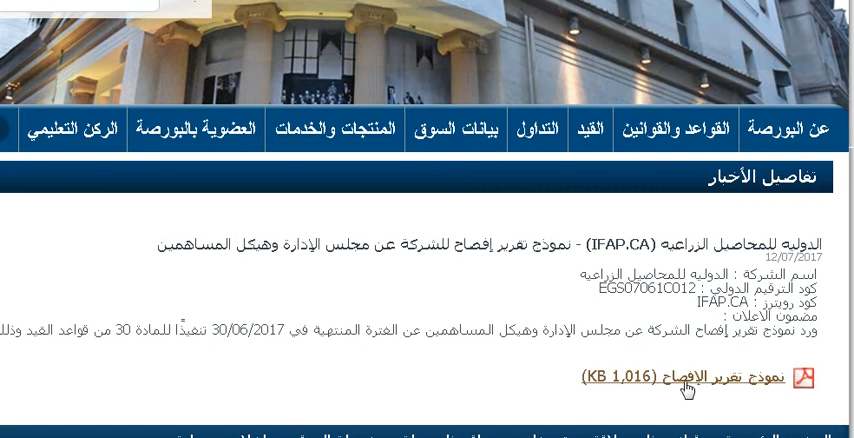 عن البورصة
القواعد والقوانين
القيد
التداول
بيانات السوق
المنتجات والخدمات
العضوية بالبورصة
الركن التعليمي
تفاصيل الأخبار
الدوليه للمحاصيل الزراعيه (IFAP.CA) - نموذج تقرير إفصاح للشركة عن مجلس الإدارة وهيكل المساهمين
12/07/2017
اسم الشركة : الدوليه للمحاصيل الزراعيه
كود الترقيم الدولي : EGS07061C012
كود رويترز : IFAP.CA
مضمون الاعلان :
ورد نموذج تقرير إفصاح الشركة عن مجلس الإدارة وهيكل المساهمين عن الفترة المنتهية في 30/06/2017 تنفيذًا للمادة 30 من قواعد القيد وذلك
نموذج تقرير الإفصاح (1,016 KB)